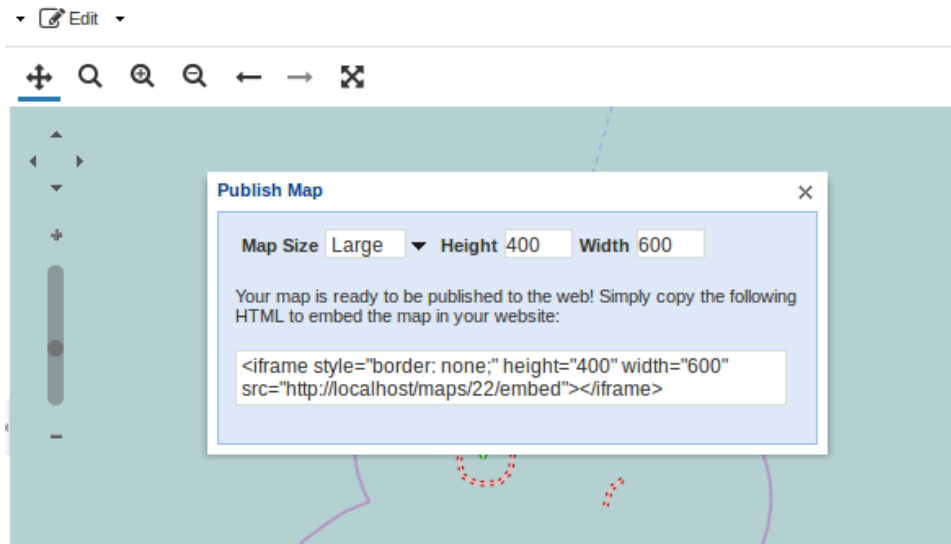 Edit
Publish Map
Map Size Large Height 400 Width 600
Your map is ready to be published to the web! Simply copy the following
HTML to embed the map in your website:
<iframe style="border: none;" height="400" width="600"
src="http://localhost/maps/22/embed"></iframe>